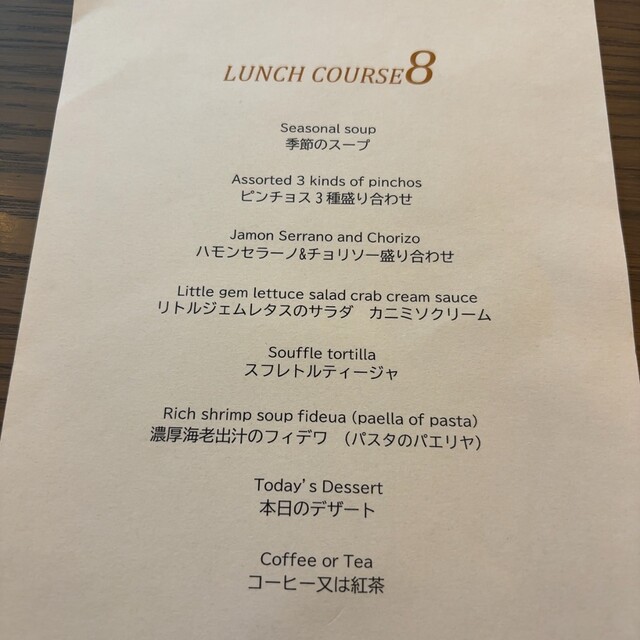 LUNCH COURSE8
Seasonal soup
季節のスープ
Assorted 3 kinds of pinchos
ピンチョス3種盛り合わせ
Jamon Serrano and Chorizo
ハモンセラーノ&チョリソー盛り合わせ
Little gem lettuce salad crab cream sauce
リトルジェムレタスのサラダ　カニミソクリーム
Souffle tortilla
スフレトルティージャ
Rich shrimp soup fideua (paella of pasta)
濃厚海老出汁のフィデワ　（パスタのパエリヤ）
Today's Dessert
本日のデザート
Coffee or Tea
コーヒー又は紅茶